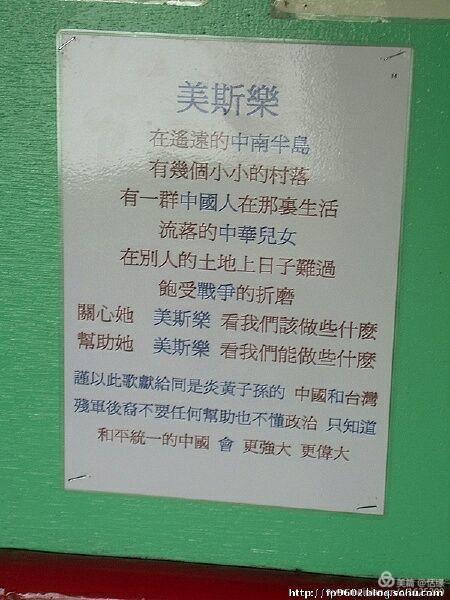 美斯樂
在遙遠的中南半島
有幾個小小的村落
有一群中國人在那裏生活
流落的中華兒女
在別人的土地上日子難過
飽受戰爭的折磨
關心她 美斯樂 看我們該做些什麼
幫助她 美斯樂 看我們能做些什麼
謹以此歌獻給同是炎黃子孫的 中國和台灣
殘軍後裔不要任何幫助也不懂政治 只知道
和平統一的中國 會 更強大 更偉大
美篇
http://fp9602.blog.sohu.com